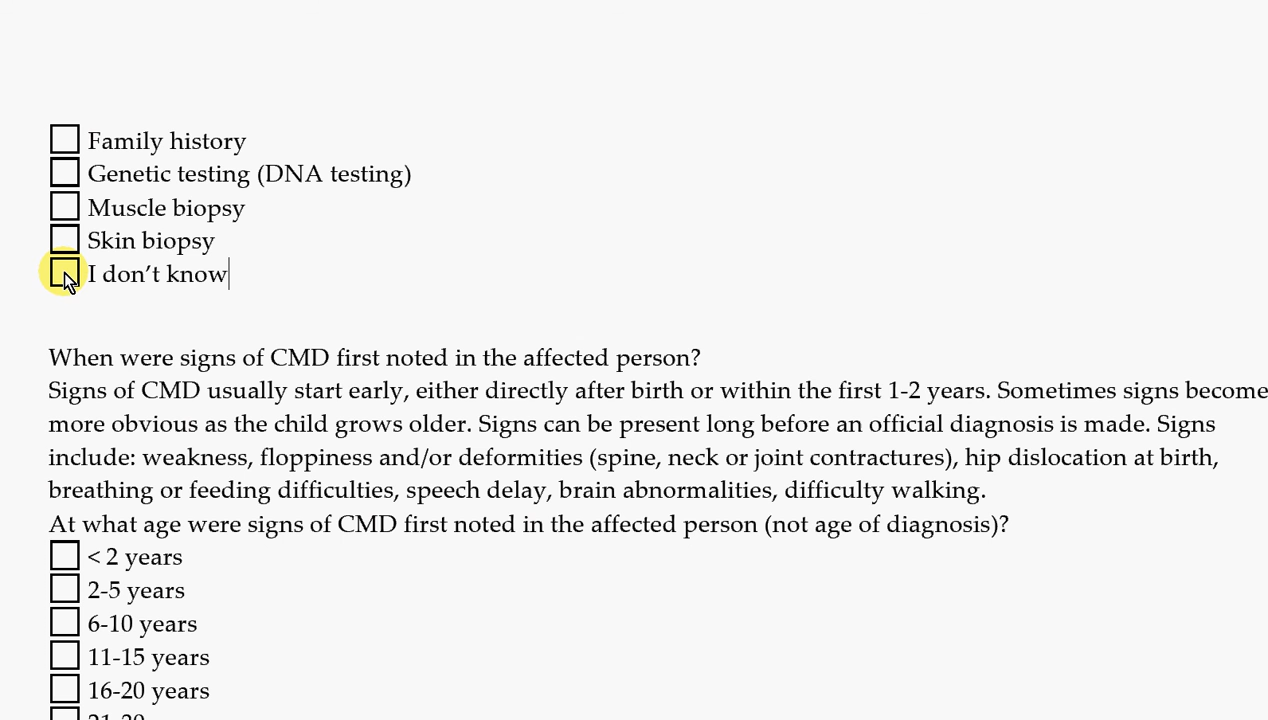 Family history
Genetic testing (DNA testing)
Muscle biopsy
Skin biopsy
I don’t know
When were signs of CMD first noted in the affected person?
Signs of CMD usually start early, either directly after birth or within the first 1-2 years. Sometimes signs become
more obvious as the child grows older. Signs can be present long before an official diagnosis is made. Signs
include: weakness, floppiness and/or deformities (spine, neck or joint contractures), hip dislocation at birth,
breathing or feeding difficulties, speech delay, brain abnormalities, difficulty walking.
At what age were signs of CMD first noted in the affected person (not age of diagnosis)?
< 2 years
2-5 years
6-10 years
11-15 years
16-20 years